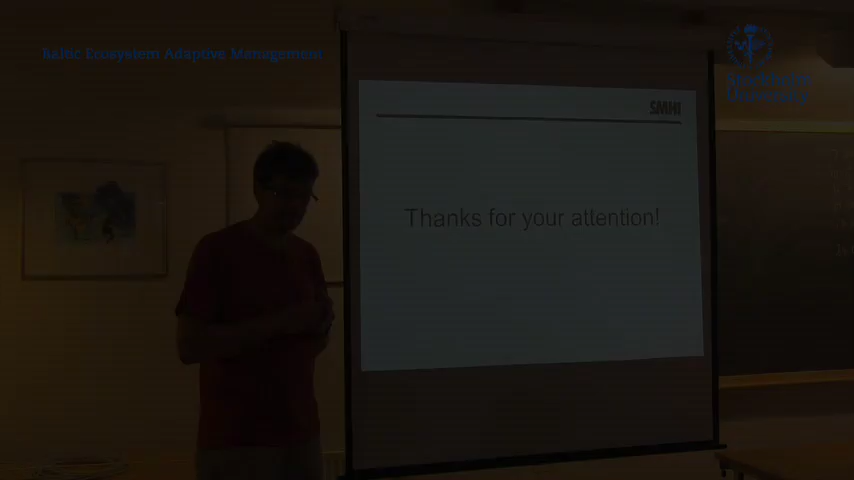 Baltic Ecosystem Adaptive Management
Stockholm
University
SMHI
Thanks for your attention!